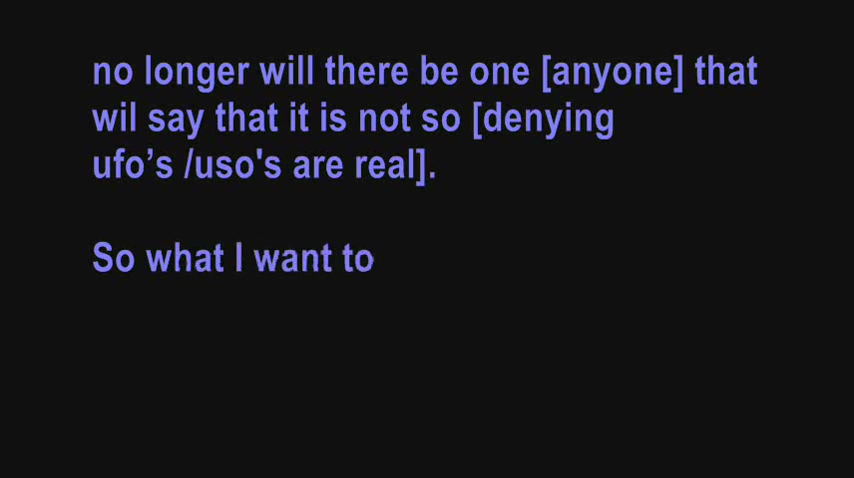 no longer will there be one [anyone] that
wil say that it is not so [denying
ufo’s /uso's are real].
So what I want to